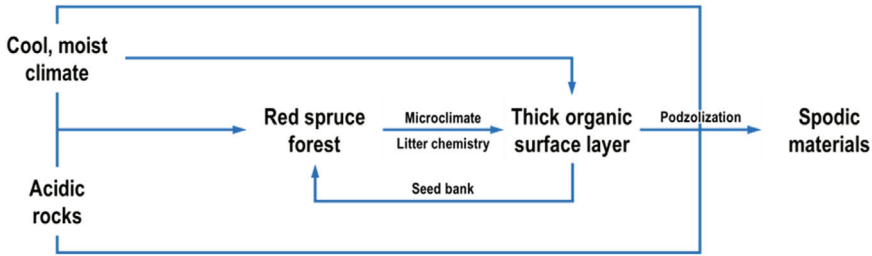 Cool, moist
climate
Acidic
rocks
Red spruce
forest
Microclimate
Litter chemistry
Thick organic
surface layer
Seed bank
Podzolization
Spodic
materials